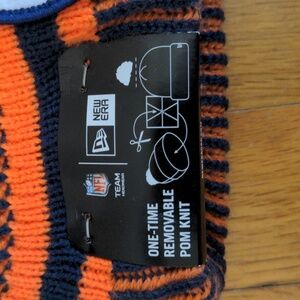 NEW ERA
NFL
TEAM
ONE-TIME
REMOVABLE
POM KNIT